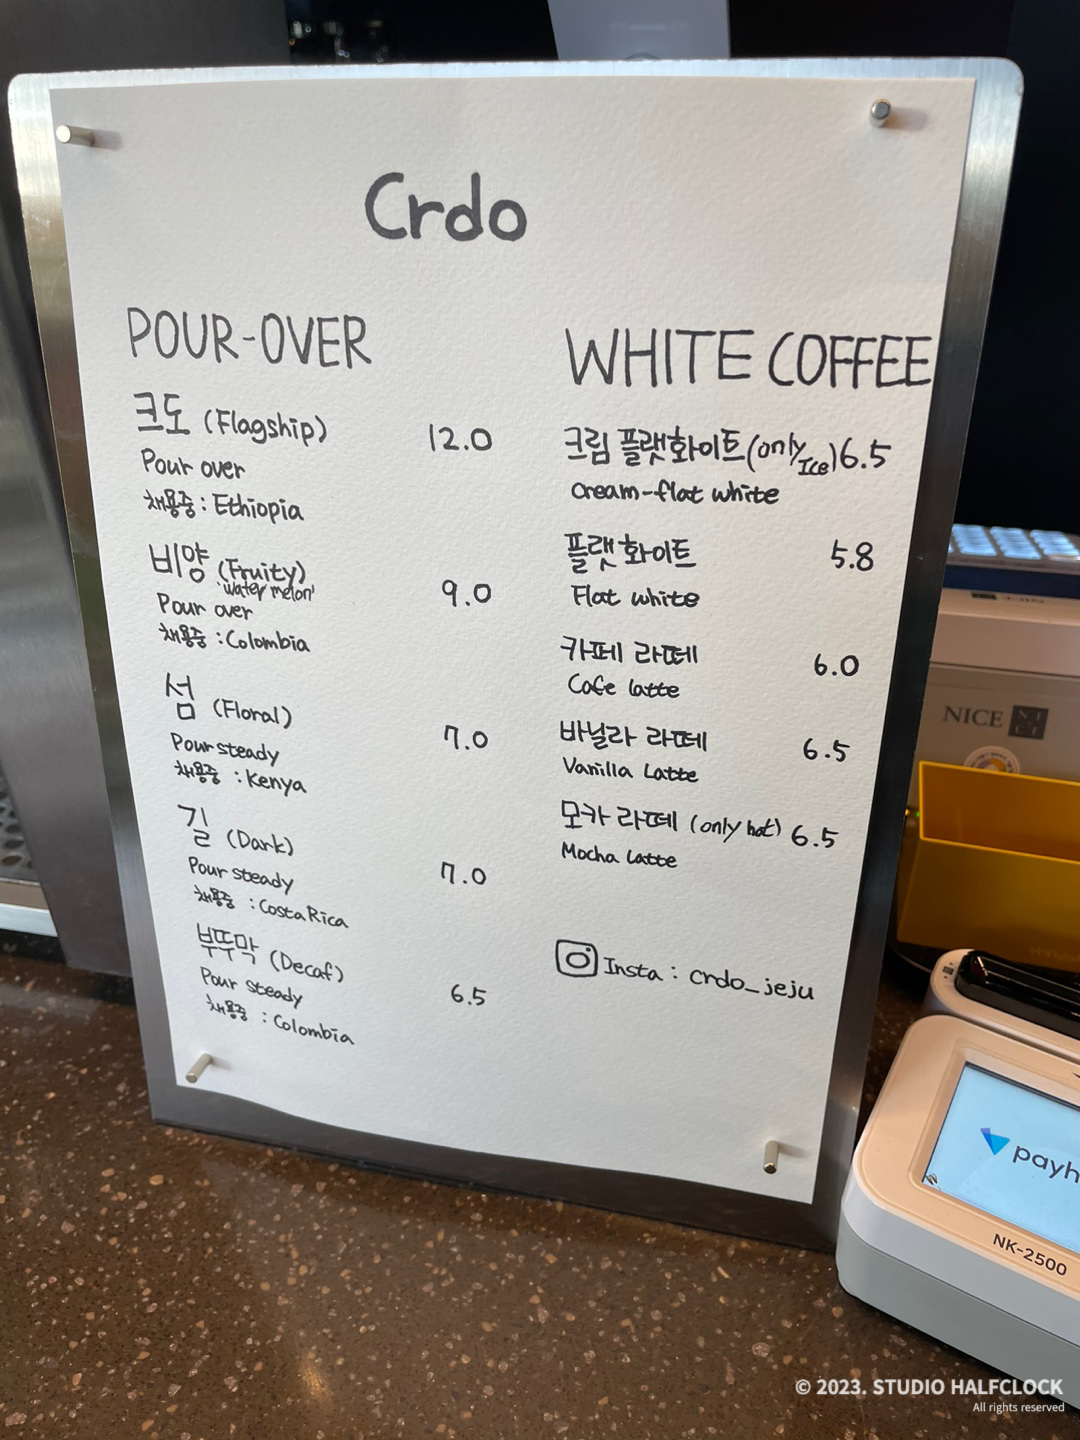 Crdo
POUR-OVER
크도 (Flagship) 12.0
Pour over
채용중 : Ethiopia
비양 (Fruity) 9.0
'water melon'
Pour over
채용중 : Colombia
섬 (Floral) 7.0
Pour steady
채용중 : Kenya
길 (Dark) 7.0
Pour steady
채용중 : Costa Rica
부뚜막 (Decaf) 6.5
Pour steady
채용중 : Colombia
WHITE COFFEE
크림 플랫화이트 (only Ice) 6.5
Cream-flat white
플랫화이트 5.8
Flat white
카페 라떼 6.0
Cafe latte
바닐라 라떼 6.5
Vanilla Latte
모카 라떼 (only hot) 6.5
Mocha Latte
Insta : crdo_jeju
NICE
payh
NK-2500
© 2023. STUDIO HALFCLOCK
All rights reserved